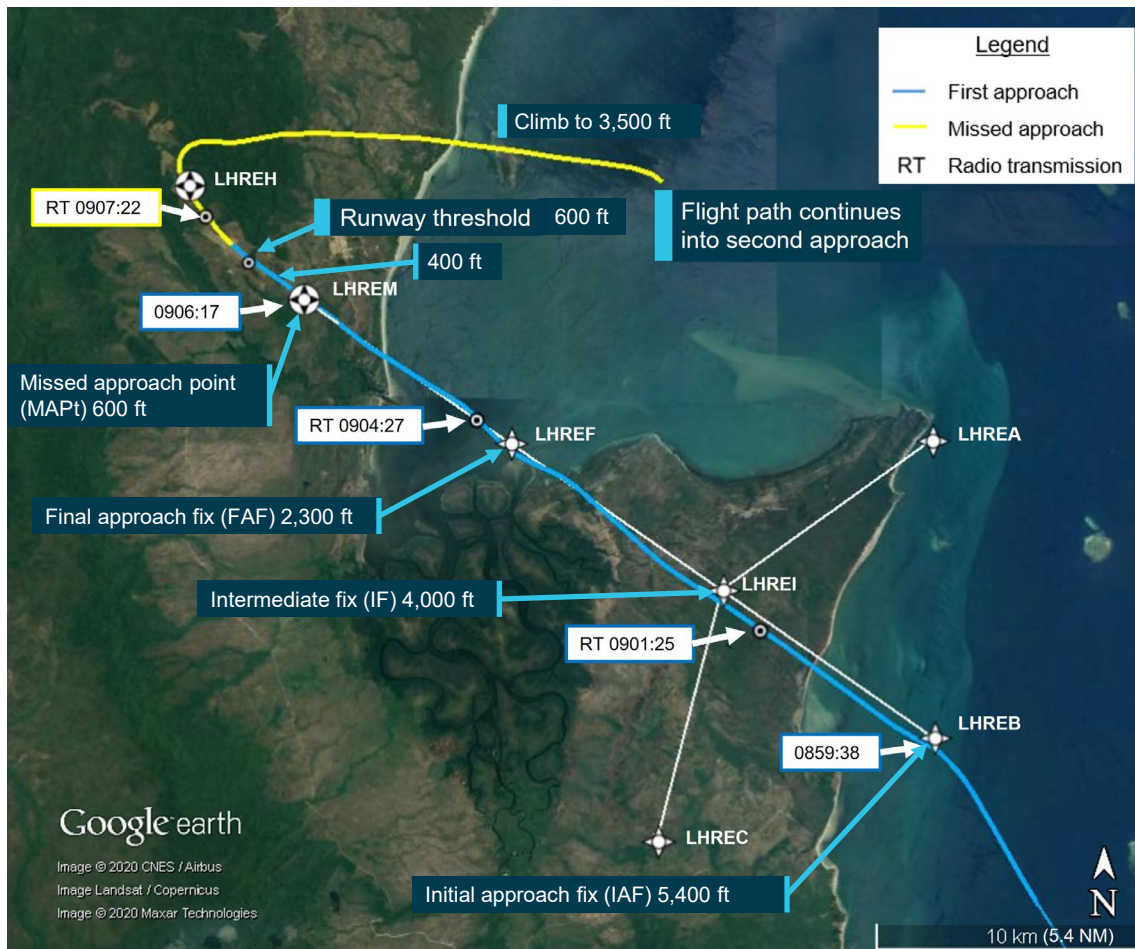 Legend
First approach
Missed approach
RT Radio transmission
Climb to 3,500 ft
LHREH
RT 0907:22
Runway threshold 600 ft
Flight path continues
into second approach
400 ft
LHREM
0906:17
Missed approach point
(MAPt) 600 ft
RT 0904:27
LHREF
LHREA
Final approach fix (FAF) 2,300 ft
LHREI
Intermediate fix (IF) 4,000 ft
RT 0901:25
LHREB
0859:38
LHREC
Initial approach fix (IAF) 5,400 ft
Google earth
Image © 2020 CNES / Airbus
Image Landsat / Copernicus
Image © 2020 Maxar Technologies
N
10 km (5.4 NM)